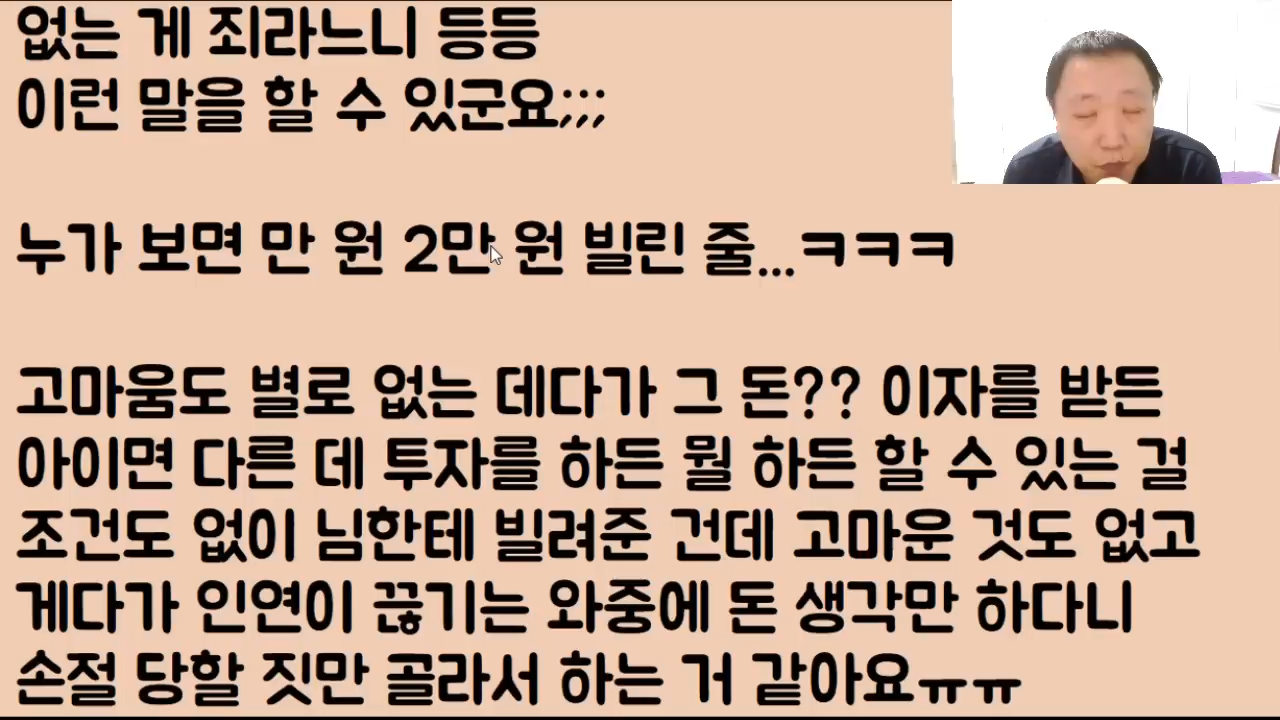 없는 게 죄라느니 등등
이런 말을 할 수 있군요;;;
누가 보면 만 원 2만 원 빌린 줄...ㅋㅋㅋ
고마움도 별로 없는 데다가 그 돈?? 이자를 받든
아이면 다른 데 투자를 하든 뭘 하든 할 수 있는 걸
조건도 없이 님한테 빌려준 건데 고마운 것도 없고
게다가 인연이 끊기는 와중에 돈 생각만 하다니
손절 당할 짓만 골라서 하는 거 같아요ㅠㅠ